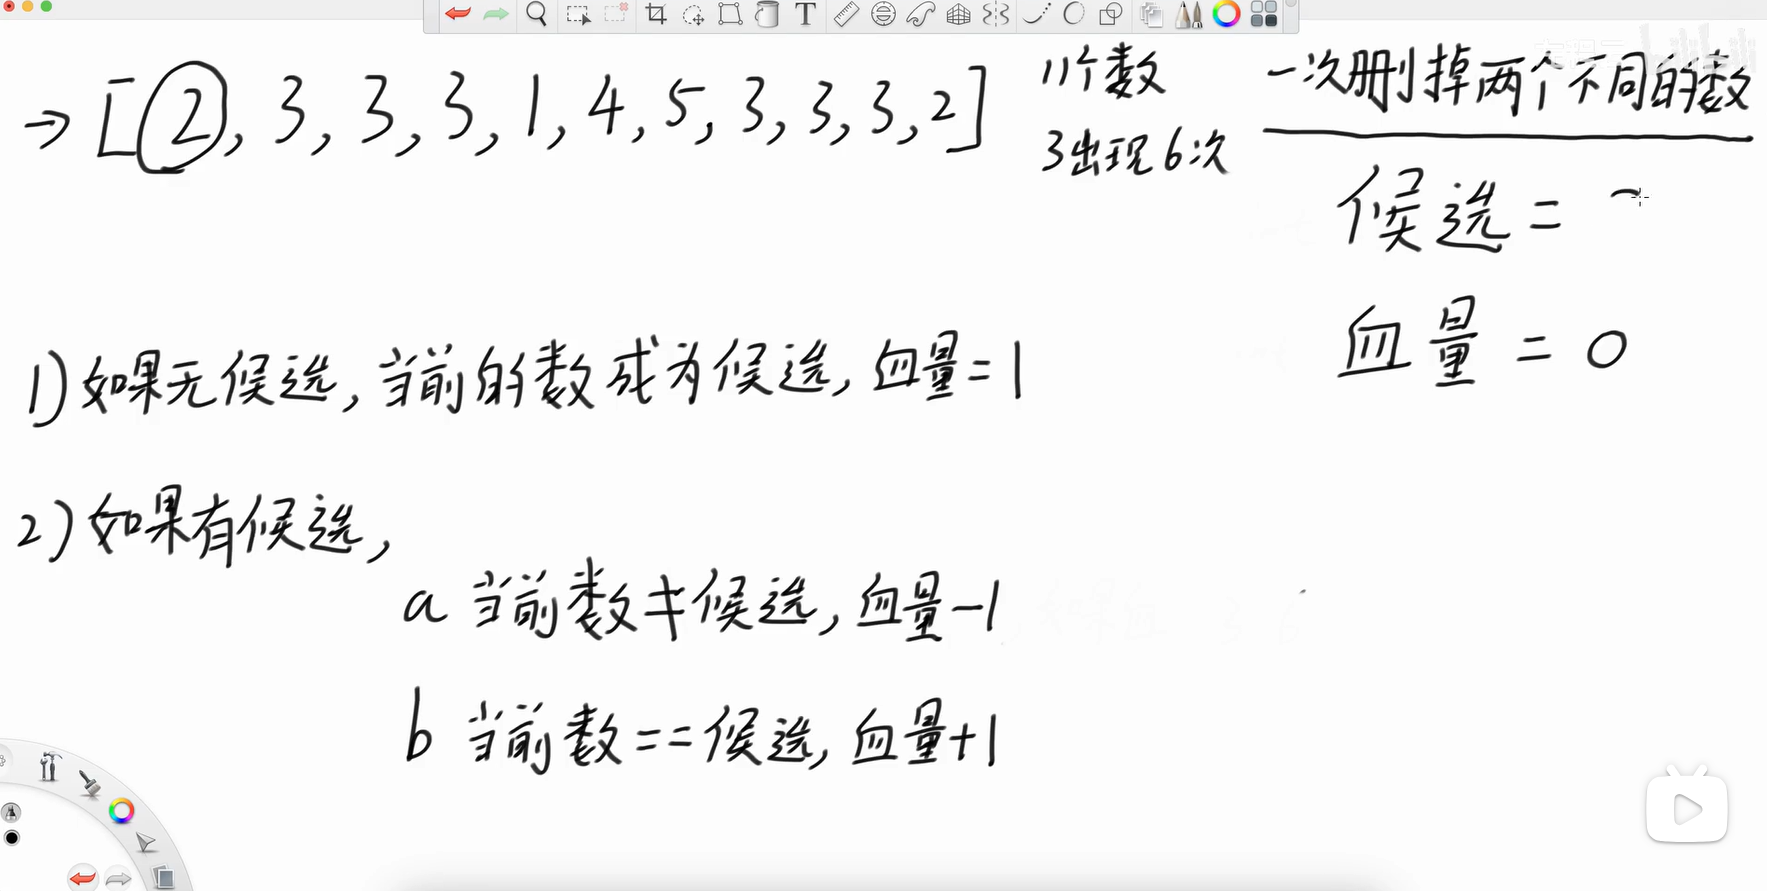 → [2, 3, 3, 3, 1, 4, 5, 3, 3, 3, 2]
11个数
3出现6次
一次删掉两个不同的数
候选 =
血量 = 0
1) 如果无候选, 当前的数成为候选, 血量=1
2) 如果有候选,
a 当前数≠候选, 血量-1
b 当前数==候选, 血量+1